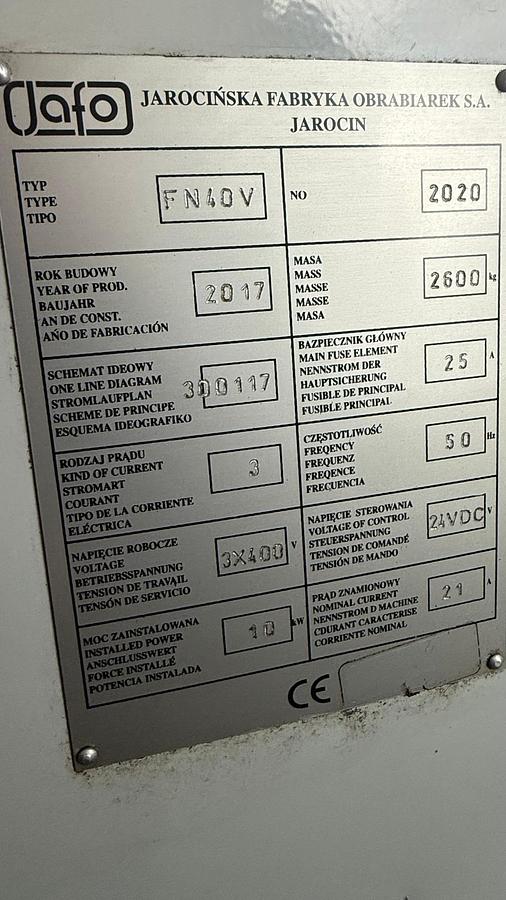 Jafo
JAROCIŃSKA FABRYKA OBRABIAREK S.A.
JAROCIN
TYP
TYPE
TIPO
FN40V
NO
2020
ROK BUDOWY
YEAR OF PROD.
BAUJAHR
AN DE CONST.
AÑO DE FABRICACIÓN
2017
MASA
MASS
MASSE
MASSE
MASA
2600 kg
SCHEMAT IDEOWY
ONE LINE DIAGRAM
STROMLAUFPLAN
SCHEME DE PRINCIPE
ESQUEMA IDEOGRAFIKO
300117
BAZPIECZNIK GŁÓWNY
MAIN FUSE ELEMENT
NENNSTROM DER
HAUPTSICHERUNG
FUSIBLE DE PRINCIPAL
FUSIBLE PRINCIPAL
25 A
RODZAJ PRĄDU
KIND OF CURRENT
STROMART
COURANT
TIPO DE LA CORRIENTE
ELÉCTRICA
3
CZĘSTOTLIWOŚĆ
FREQENCY
FREQUENZ
FREQENCE
FRECUENCIA
50 Hz
NAPIĘCIE ROBOCZE
VOLTAGE
BETRIEBSSPANNUNG
TENSION DE TRAVAIL
TENSÓN DE SERVICIO
3X400 V
NAPIĘCIE STEROWANIA
VOLTAGE OF CONTROL
STEUERSPANNUNG
TENSION DE COMANDÉ
TENSIÓN DE MANDO
24VDC V
MOC ZAINSTALOWANA
INSTALLED POWER
ANSCHLUSSWERT
FORCE INSTALLÉ
POTENCIA INSTALADA
10 kW
PRĄD ZNAMIONOWY
NOMINAL CURRENT
NENNSTROM D MACHINE
CDURANT CARACTERISE
CORRIENTE NOMINAL
21 A
CE